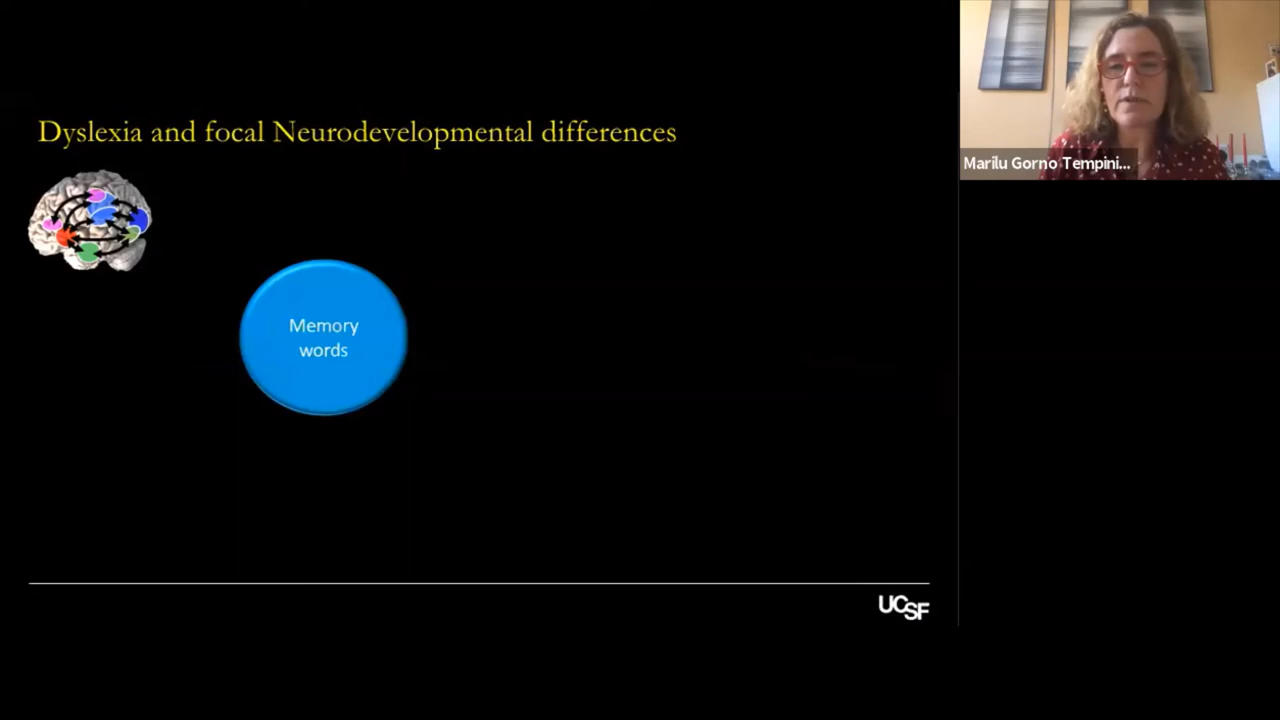 Dyslexia and focal Neurodevelopmental differences
Marilu Gorno Tempini...
Memory
words
UCSF